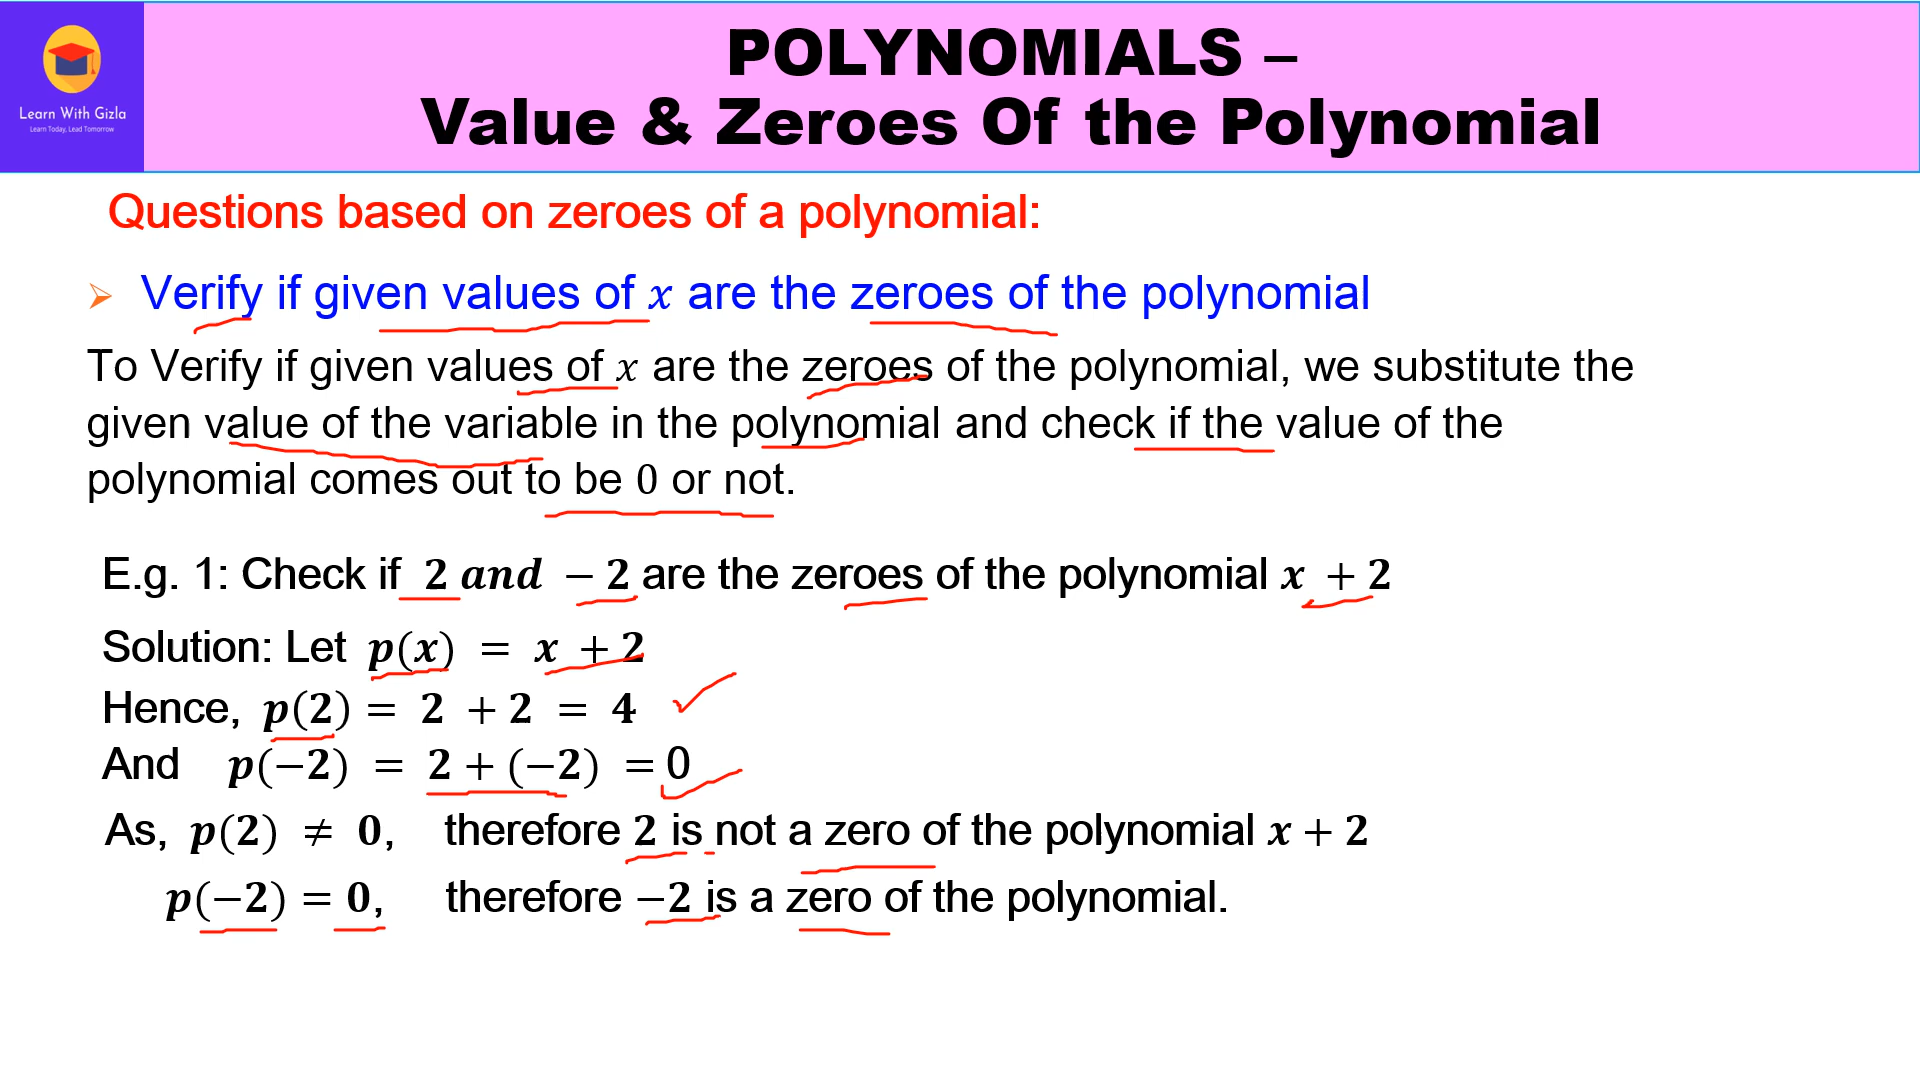 Learn With Gizla
Learn Today, Lead Tomorrow
POLYNOMIALS –
Value & Zeroes Of the Polynomial
Questions based on zeroes of a polynomial:
➢ Verify if given values of x are the zeroes of the polynomial
To Verify if given values of x are the zeroes of the polynomial, we substitute the
given value of the variable in the polynomial and check if the value of the
polynomial comes out to be 0 or not.
E.g. 1: Check if 2 and − 2 are the zeroes of the polynomial x + 2
Solution: Let p(x) = x + 2
Hence, p(2) = 2 + 2 = 4
And p(−2) = 2 + (−2) = 0
As, p(2) ≠ 0, therefore 2 is not a zero of the polynomial x + 2
p(−2) = 0, therefore −2 is a zero of the polynomial.